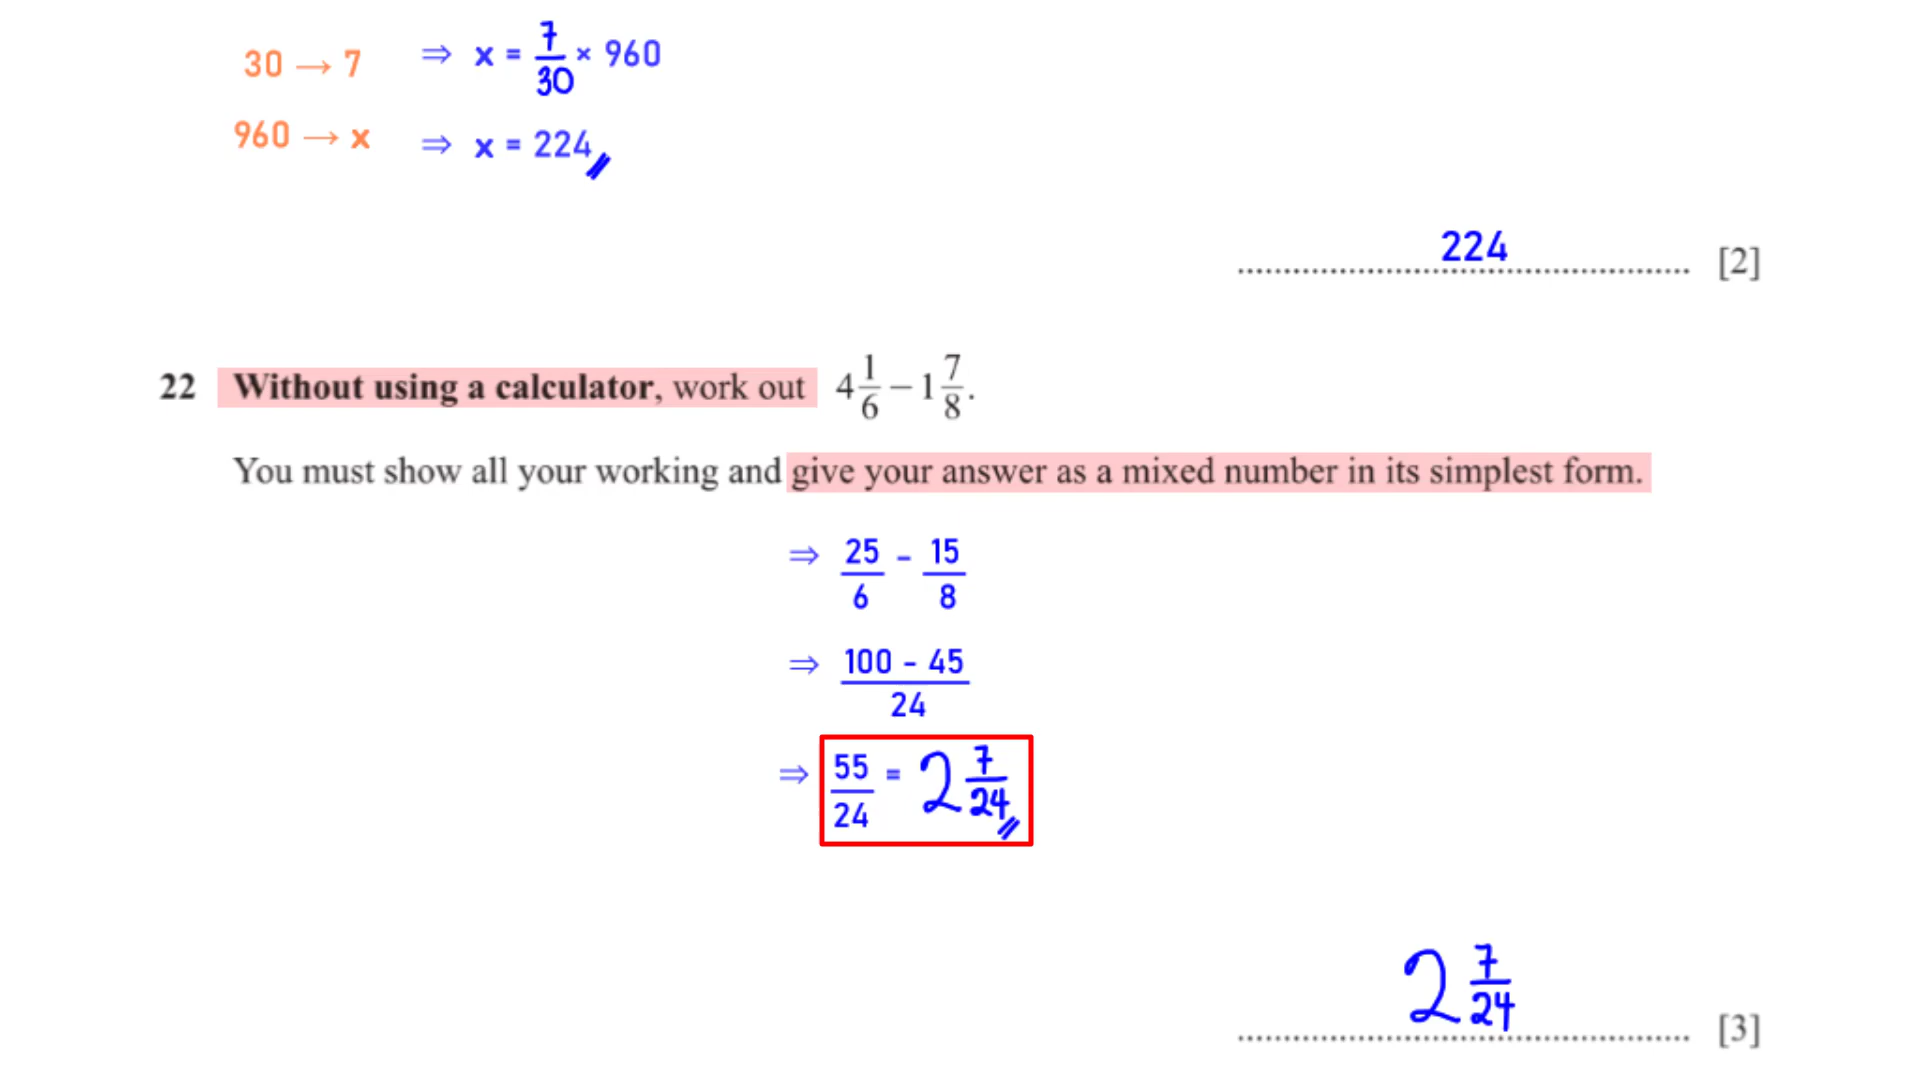 30 → 7 ⇒ x = 7/30 × 960
960 → x ⇒ x = 224
224 [2]
22 Without using a calculator, work out 4 1/6 − 1 7/8.
You must show all your working and give your answer as a mixed number in its simplest form.
⇒ 25/6 - 15/8
⇒ 100 - 45/24
⇒ 55/24 = 2 7/24
2 7/24
[3]